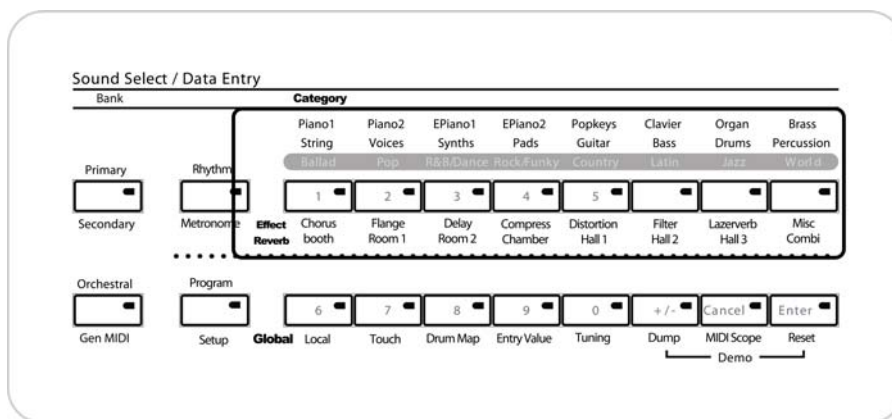 Sound Select / Data Entry
Bank Category
Piano1 Piano2 EPiano1 EPiano2 Popkeys Clavier Organ Brass
String Voices Synths Pads Guitar Bass Drums Percussion
Ballad Pop R&B/Dance Rock/Funky Country Latin Jazz World
Primary Rhythm
1 2 3 4 5
Secondary Metronome Effect Chorus Flange Delay Compress Distortion Filter Lazerverb Misc
Reverb booth Room 1 Room 2 Chamber Hall 1 Hall 2 Hall 3 Combi
Orchestral Program
6 7 8 9 0 +/- Cancel Enter
Gen MIDI Setup Global Local Touch Drum Map Entry Value Tuning Dump MIDI Scope Reset
Demo